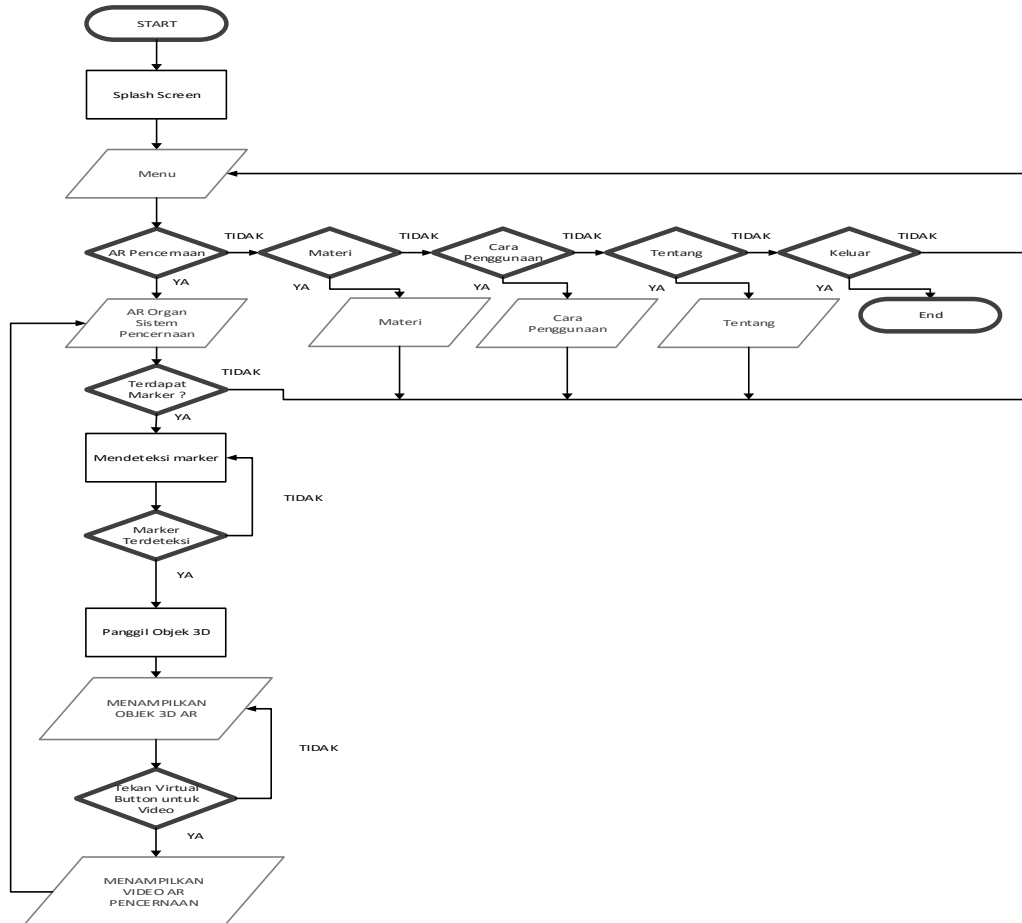 START
Splash Screen
Menu
AR Pencernaan
TIDAK
Materi
TIDAK
Cara
Penggunaan
TIDAK
Tentang
TIDAK
Keluar
TIDAK
YA
YA
YA
YA
YA
AR Organ
Sistem
Pencernaan
Materi
Cara
Penggunaan
Tentang
End
Terdapat
Marker ?
TIDAK
YA
Mendeteksi marker
TIDAK
Marker
Terdeteksi
YA
Panggil Objek 3D
MENAMPILKAN
OBJEK 3D AR
TIDAK
Tekan Virtual
Button untuk
Video
YA
MENAMPILKAN
VIDEO AR
PENCERNAAN